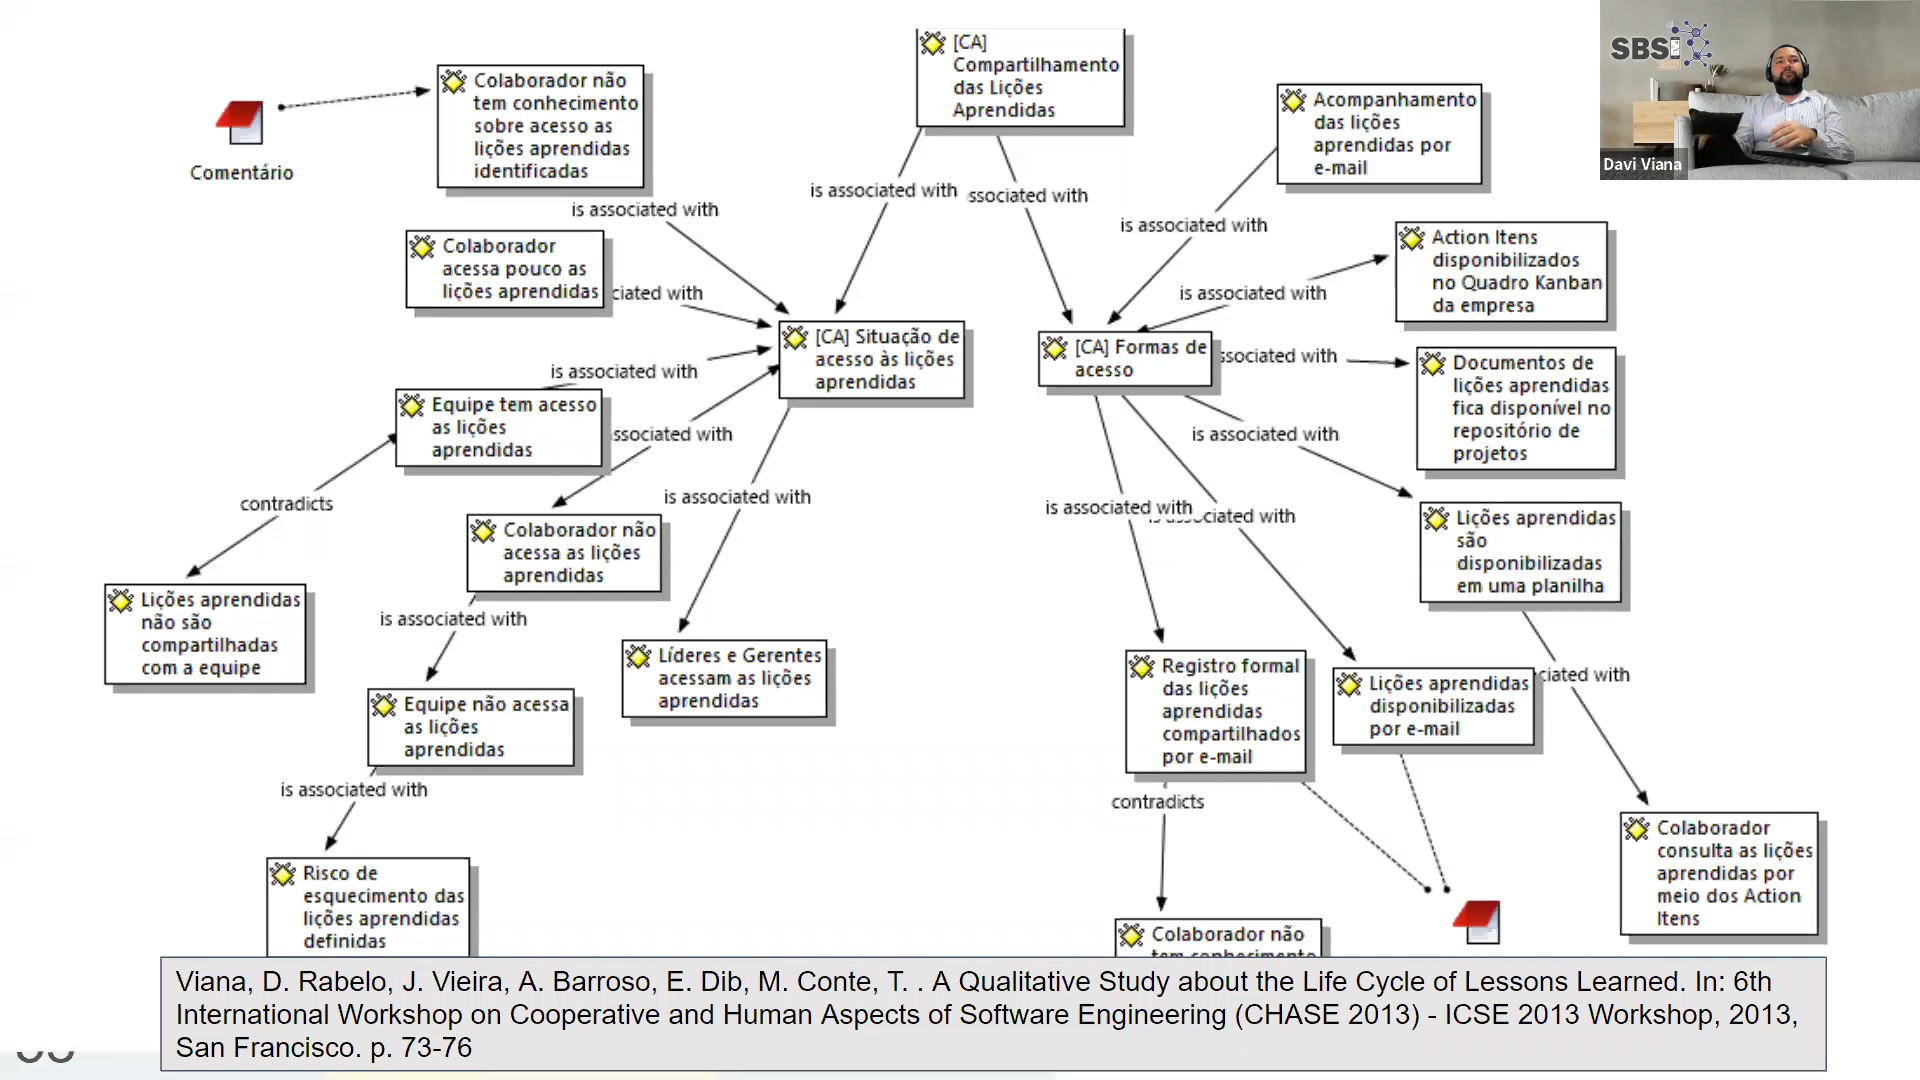 [CA]
Compartilhamento
das Lições
Aprendidas
SBSI
Davi Viana
Colaborador não
tem conhecimento
sobre acesso as
lições aprendidas
identificadas
Comentário
Acompanhamento
das lições
aprendidas por
e-mail
is associated with
ssociated with
is associated with
is associated with
Colaborador
acessa pouco as
lições aprendidas
ciated with
Action Itens
disponibilizados
no Quadro Kanban
da empresa
is associated with
[CA] Situação de
acesso às lições
aprendidas
[CA] Formas de
acesso
ssociated with
Documentos de
lições aprendidas
fica disponível no
repositório de
projetos
is associated with
Equipe tem acesso
as lições
aprendidas
ssociated with
is associated with
contradicts
is associated with
is associated with
ciated with
Colaborador não
acessa as lições
aprendidas
Lições aprendidas
são
disponibilizadas
em uma planilha
Lições aprendidas
não são
compartilhadas
com a equipe
is associated with
Líderes e Gerentes
acessam as lições
aprendidas
Registro formal
das lições
aprendidas
compartilhados
por e-mail
Lições aprendidas
disponibilizadas
por e-mail
ciated with
Equipe não acessa
as lições
aprendidas
is associated with
contradicts
Colaborador
consulta as lições
aprendidas por
meio dos Action
Itens
Risco de
esquecimento das
lições aprendidas
definidas
Colaborador não
tem conhecimento
Viana, D. Rabelo, J. Vieira, A. Barroso, E. Dib, M. Conte, T. . A Qualitative Study about the Life Cycle of Lessons Learned. In: 6th
International Workshop on Cooperative and Human Aspects of Software Engineering (CHASE 2013) - ICSE 2013 Workshop, 2013,
San Francisco. p. 73-76